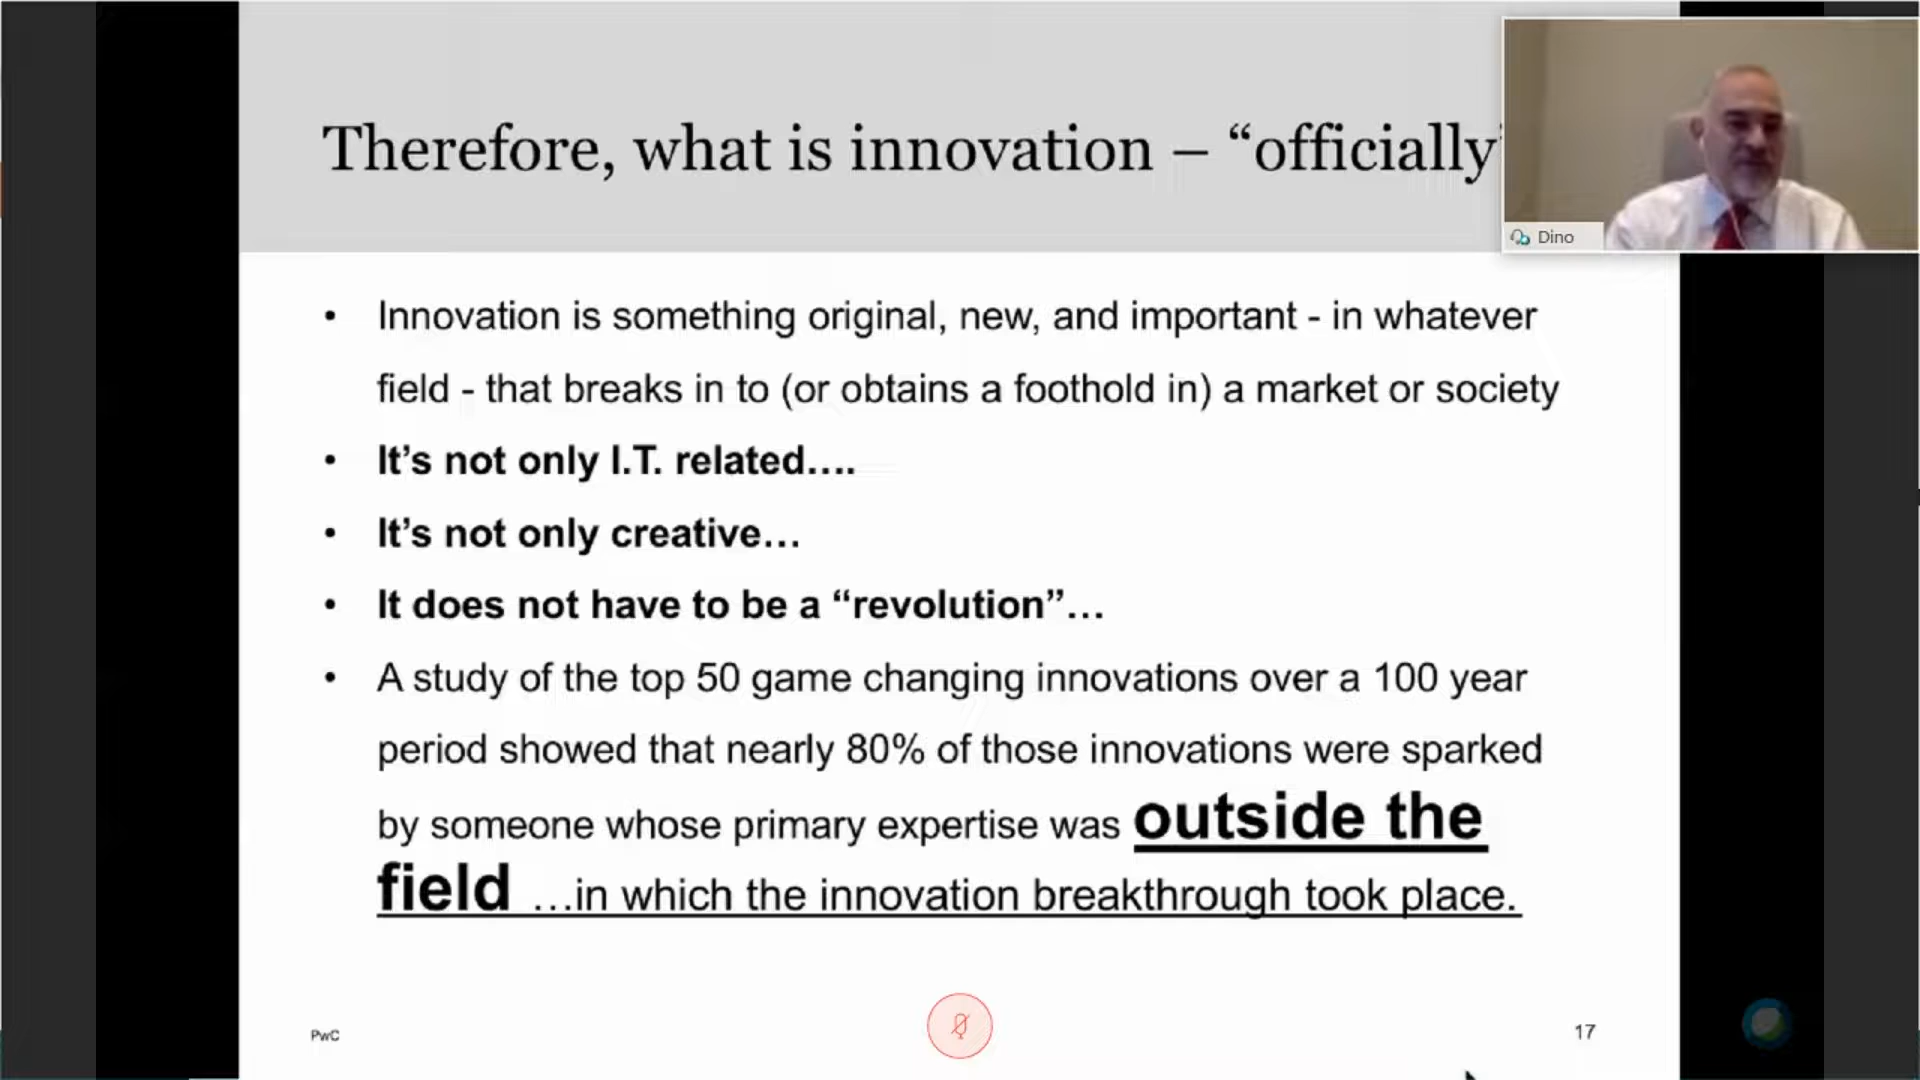 Therefore, what is innovation – “officially”
Dino
• Innovation is something original, new, and important - in whatever
field - that breaks in to (or obtains a foothold in) a market or society
• It’s not only I.T. related….
• It’s not only creative…
• It does not have to be a “revolution”…
• A study of the top 50 game changing innovations over a 100 year
period showed that nearly 80% of those innovations were sparked
by someone whose primary expertise was outside the
field …in which the innovation breakthrough took place.
PwC
17